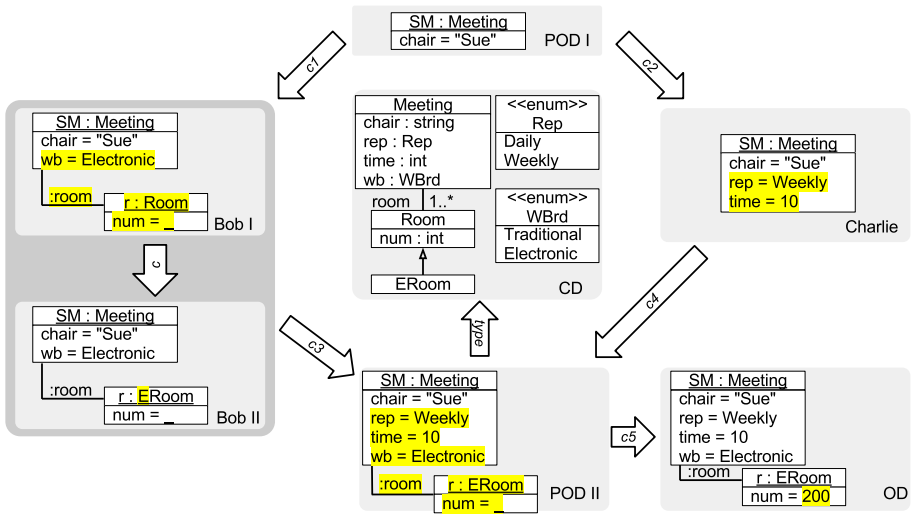 SM : Meeting
chair = "Sue"
POD I
c1
c2
SM : Meeting
chair = "Sue"
wb = Electronic
:room
r : Room
num = _
Bob I
Meeting
chair : string
rep : Rep
time : int
wb : WBrd
room 1..*
Room
num : int
ERoom
<<enum>>
Rep
Daily
Weekly
<<enum>>
WBrd
Traditional
Electronic
CD
SM : Meeting
chair = "Sue"
rep = Weekly
time = 10
Charlie
c
c4
SM : Meeting
chair = "Sue"
wb = Electronic
:room
r : ERoom
num = _
Bob II
c3
type
SM : Meeting
chair = "Sue"
rep = Weekly
time = 10
wb = Electronic
:room
r : ERoom
num = _
POD II
c5
SM : Meeting
chair = "Sue"
rep = Weekly
time = 10
wb = Electronic
:room
r : ERoom
num = 200
OD